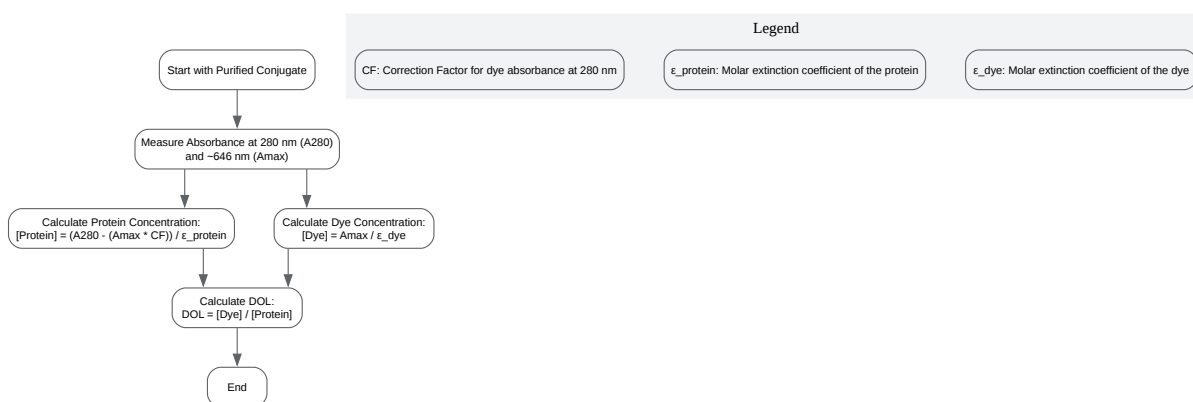 Legend
Start with Purified Conjugate
CF: Correction Factor for dye absorbance at 280 nm
ε_protein: Molar extinction coefficient of the protein
ε_dye: Molar extinction coefficient of the dye
Measure Absorbance at 280 nm (A280)
and ~646 nm (Amax)
Calculate Protein Concentration:
[Protein] = (A280 - (Amax * CF)) / ε_protein
Calculate Dye Concentration:
[Dye] = Amax / ε_dye
Calculate DOL:
DOL = [Dye] / [Protein]
End